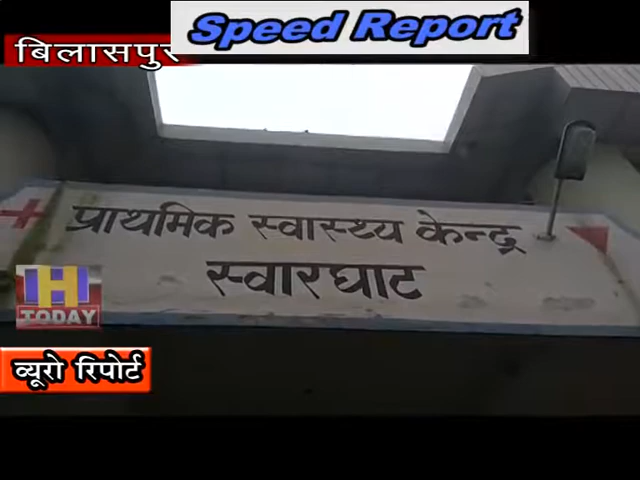 Speed Report
बिलासपुर
प्राथमिक स्वास्थ्य केन्द्र
स्वारघाट
H
TODAY
व्यूरो रिपोर्ट